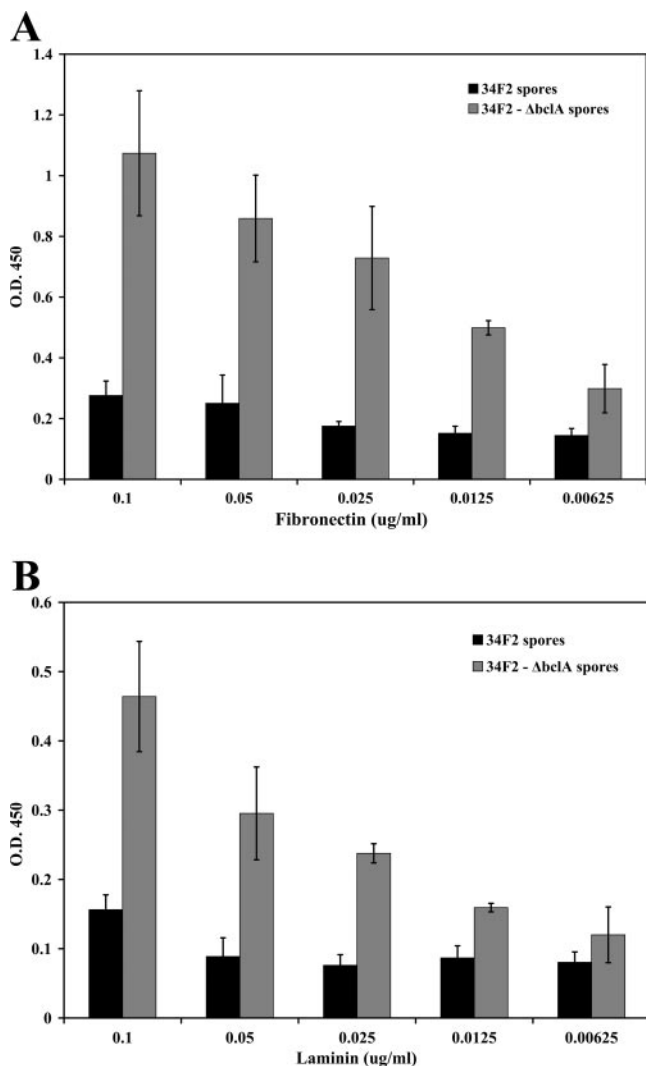 A
1.4
1.2
1
0.8
0.6
0.4
0.2
0
O.D. 450
34F2 spores
34F2 - ΔbclA spores
0.1 0.05 0.025 0.0125 0.00625
Fibronectin (ug/ml)
B
0.6
0.5
0.4
0.3
0.2
0.1
0
O.D. 450
34F2 spores
34F2 - ΔbclA spores
0.1 0.05 0.025 0.0125 0.00625
Laminin (ug/ml)